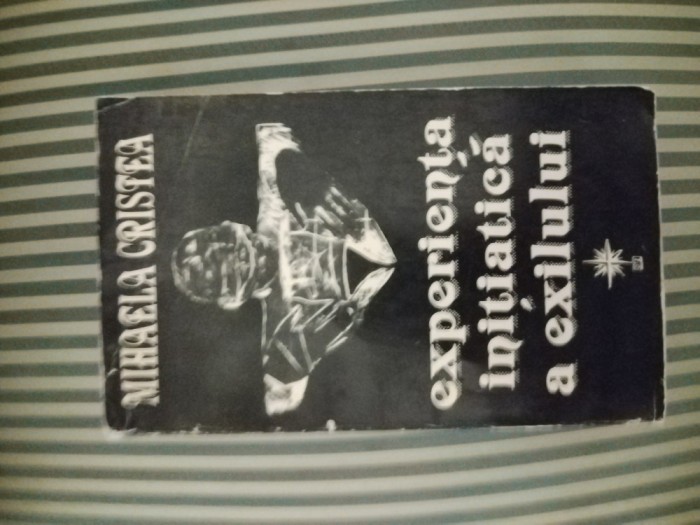 MIHAELA CRISTEA
experiența
inițiatică
a exilului